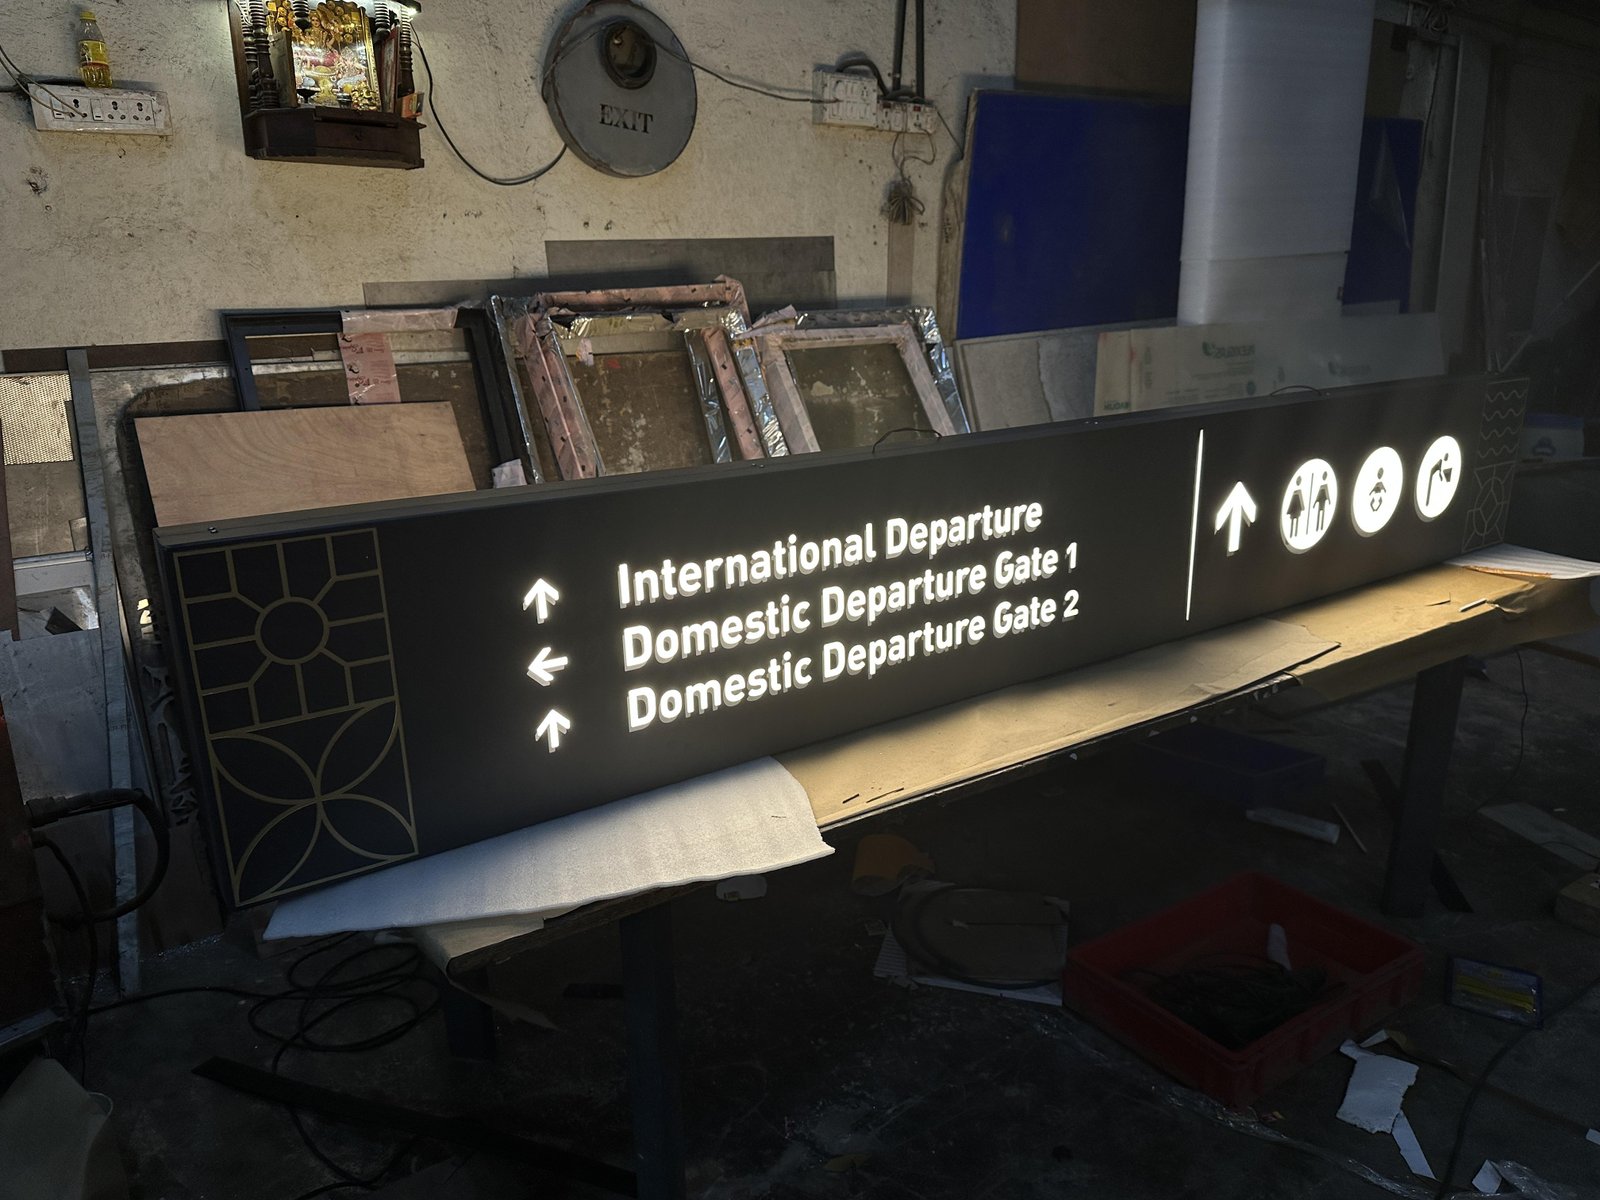 EXIT
International Departure
Domestic Departure Gate 1
Domestic Departure Gate 2